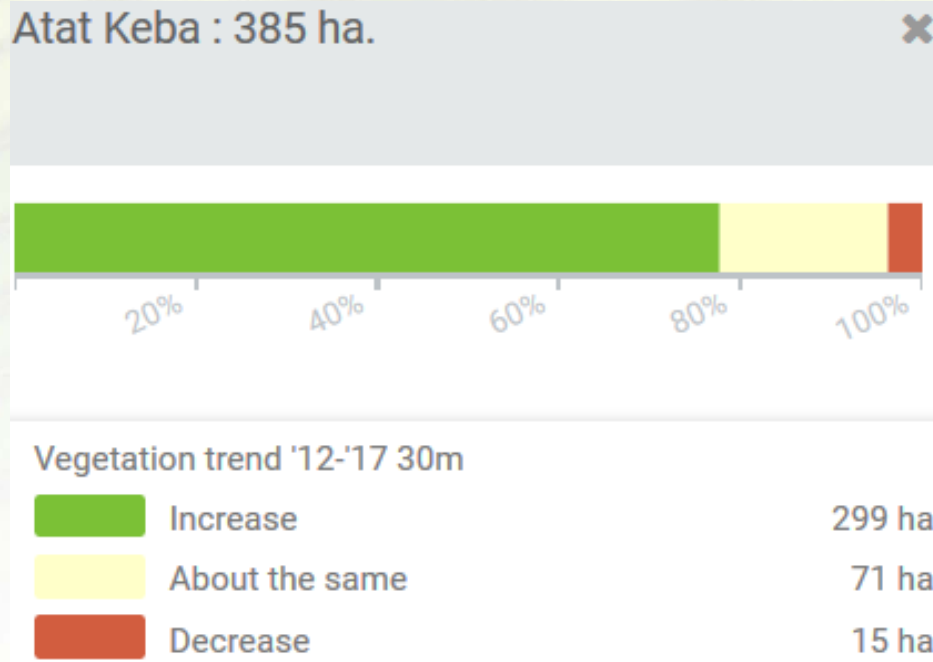 Atat Keba : 385 ha.
20% 40% 60% 80% 100%
Vegetation trend '12-'17 30m
Increase 299 ha
About the same 71 ha
Decrease 15 ha